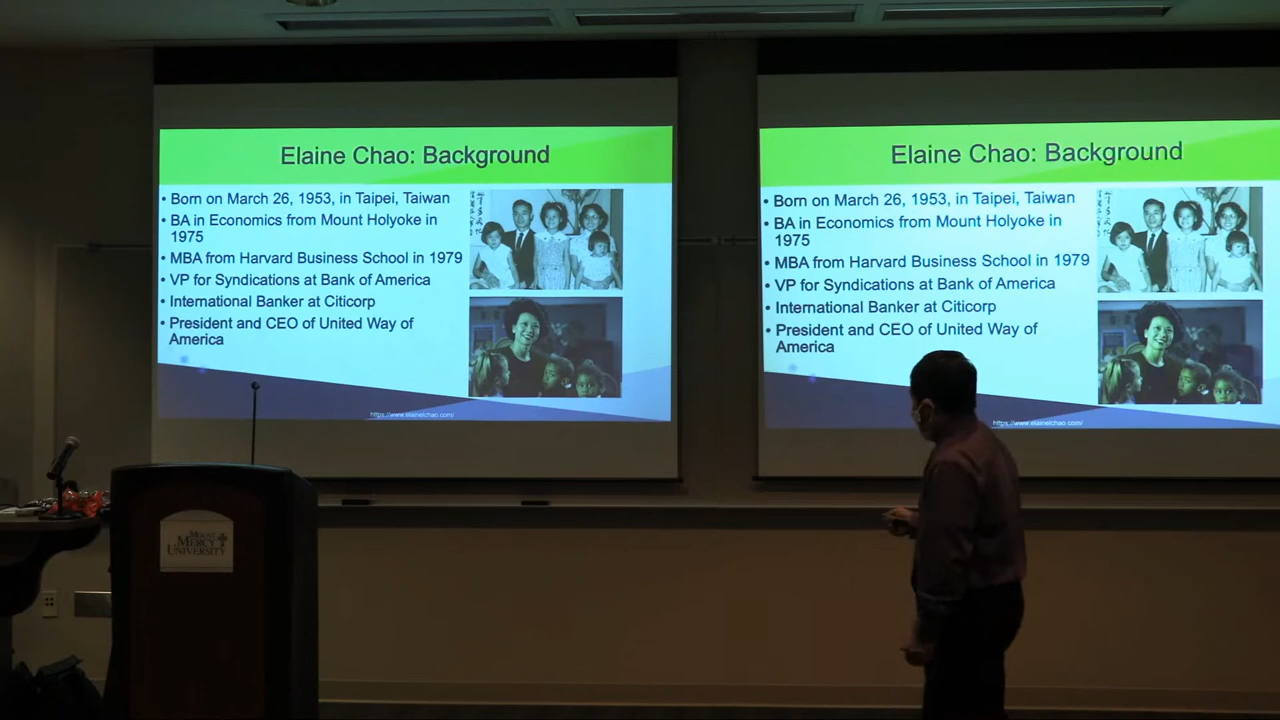 Elaine Chao: Background
• Born on March 26, 1953, in Taipei, Taiwan
• BA in Economics from Mount Holyoke in
1975
• MBA from Harvard Business School in 1979
• VP for Syndications at Bank of America
• International Banker at Citicorp
• President and CEO of United Way of
America
https://www.elainelchao.com/
Elaine Chao: Background
• Born on March 26, 1953, in Taipei, Taiwan
• BA in Economics from Mount Holyoke in
1975
• MBA from Harvard Business School in 1979
• VP for Syndications at Bank of America
• International Banker at Citicorp
• President and CEO of United Way of
America
https://www.elainelchao.com/
MOUNT
MERCY
UNIVERSITY